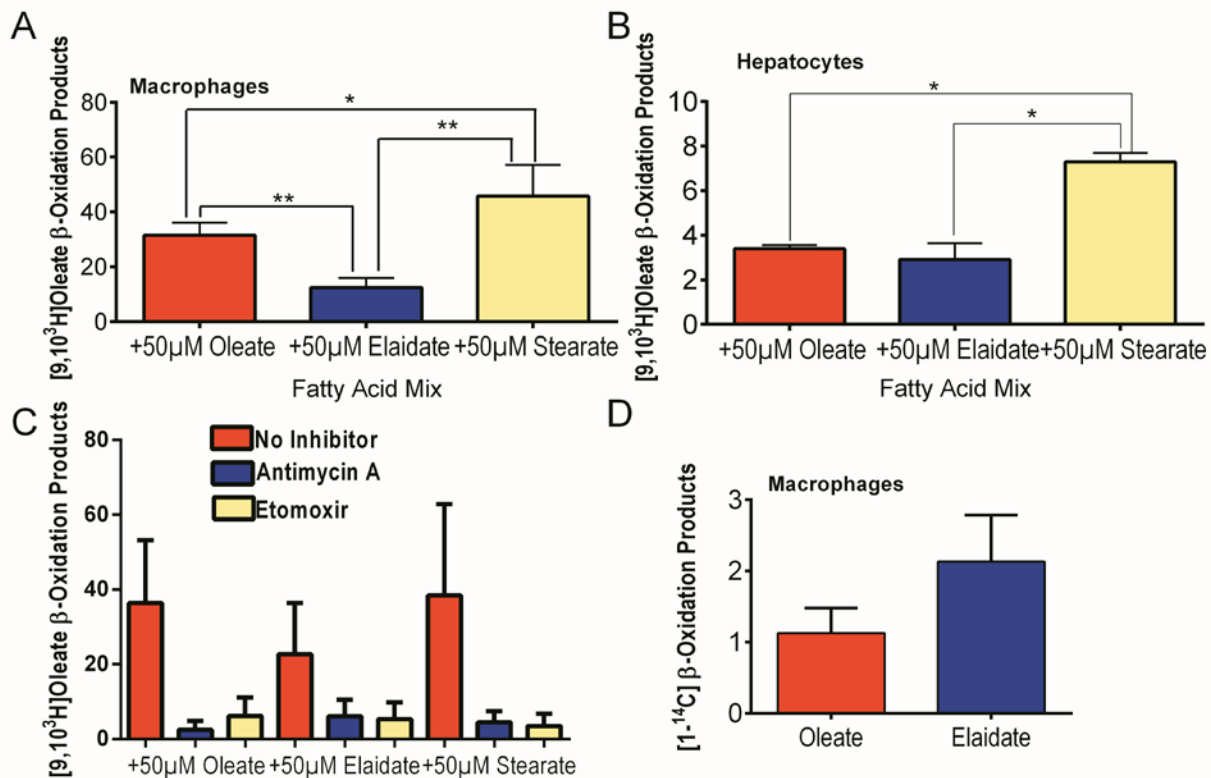 A
Macrophages
[9,10³H]Oleate β-Oxidation Products
80
60
40
20
0
*
**
**
+50µM Oleate +50µM Elaidate +50µM Stearate
Fatty Acid Mix
B
Hepatocytes
[9,10³H]Oleate β-Oxidation Products
10
8
6
4
2
0
*
*
+50µM Oleate +50µM Elaidate +50µM Stearate
Fatty Acid Mix
C
[9,10³H]Oleate β-Oxidation Products
80
60
40
20
0
No Inhibitor
Antimycin A
Etomoxir
+50µM Oleate +50µM Elaidate +50µM Stearate
D
Macrophages
[1-¹⁴C] β-Oxidation Products
3
2
1
0
Oleate Elaidate